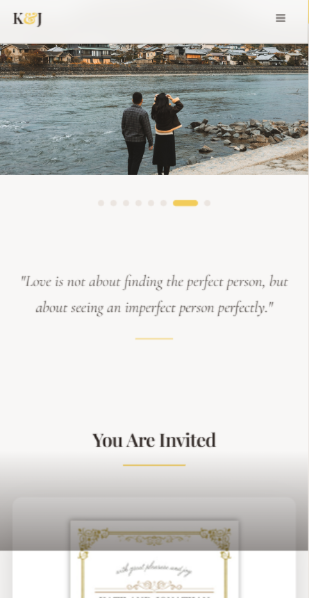 K&J
"Love is not about finding the perfect person, but
about seeing an imperfect person perfectly."
You Are Invited
with great pleasure and joy